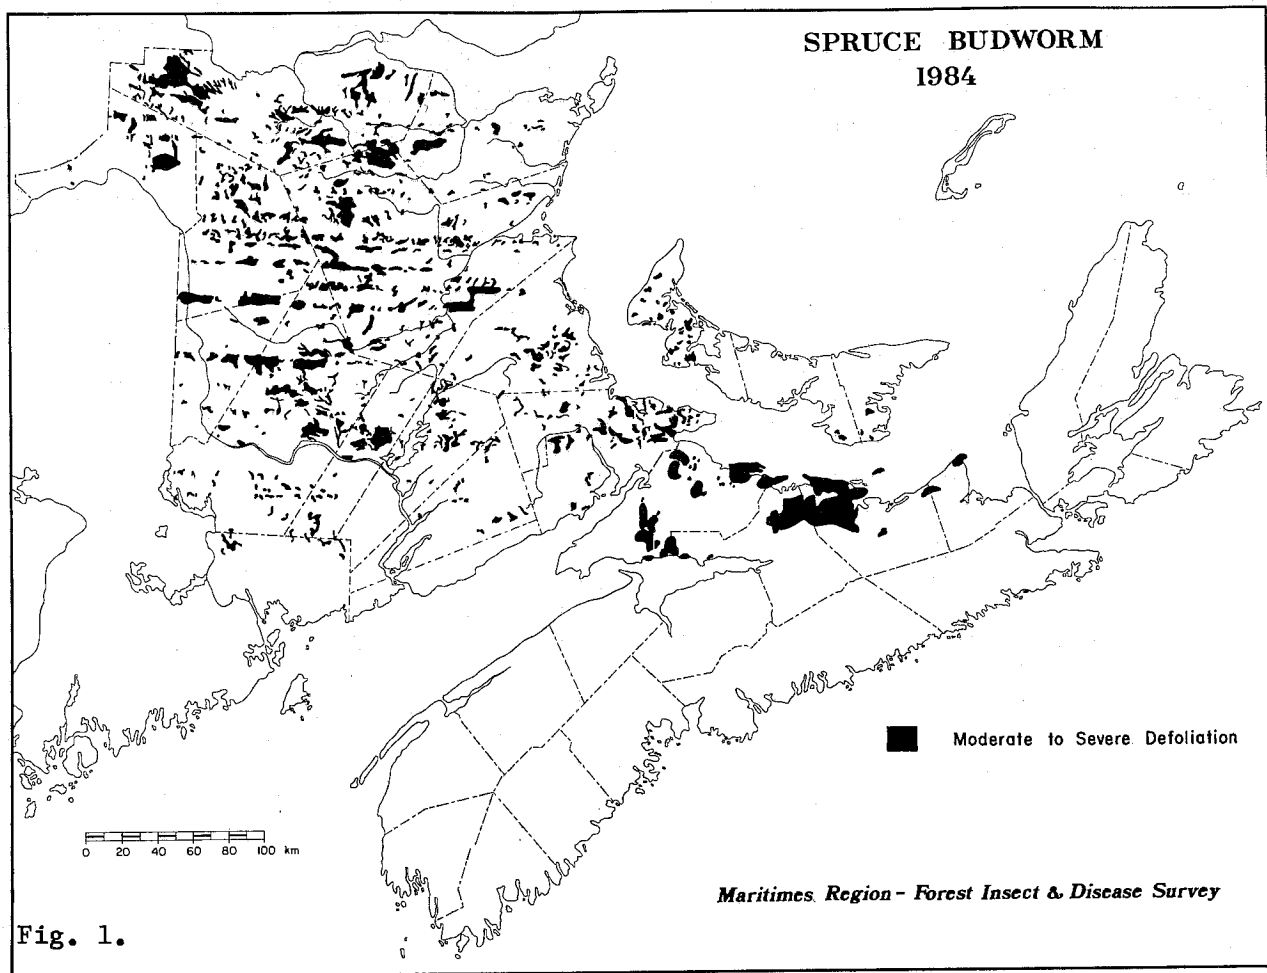 SPRUCE BUDWORM
1984
Moderate to Severe Defoliation
0 20 40 60 80 100 km
Maritimes Region - Forest Insect & Disease Survey
Fig. 1.